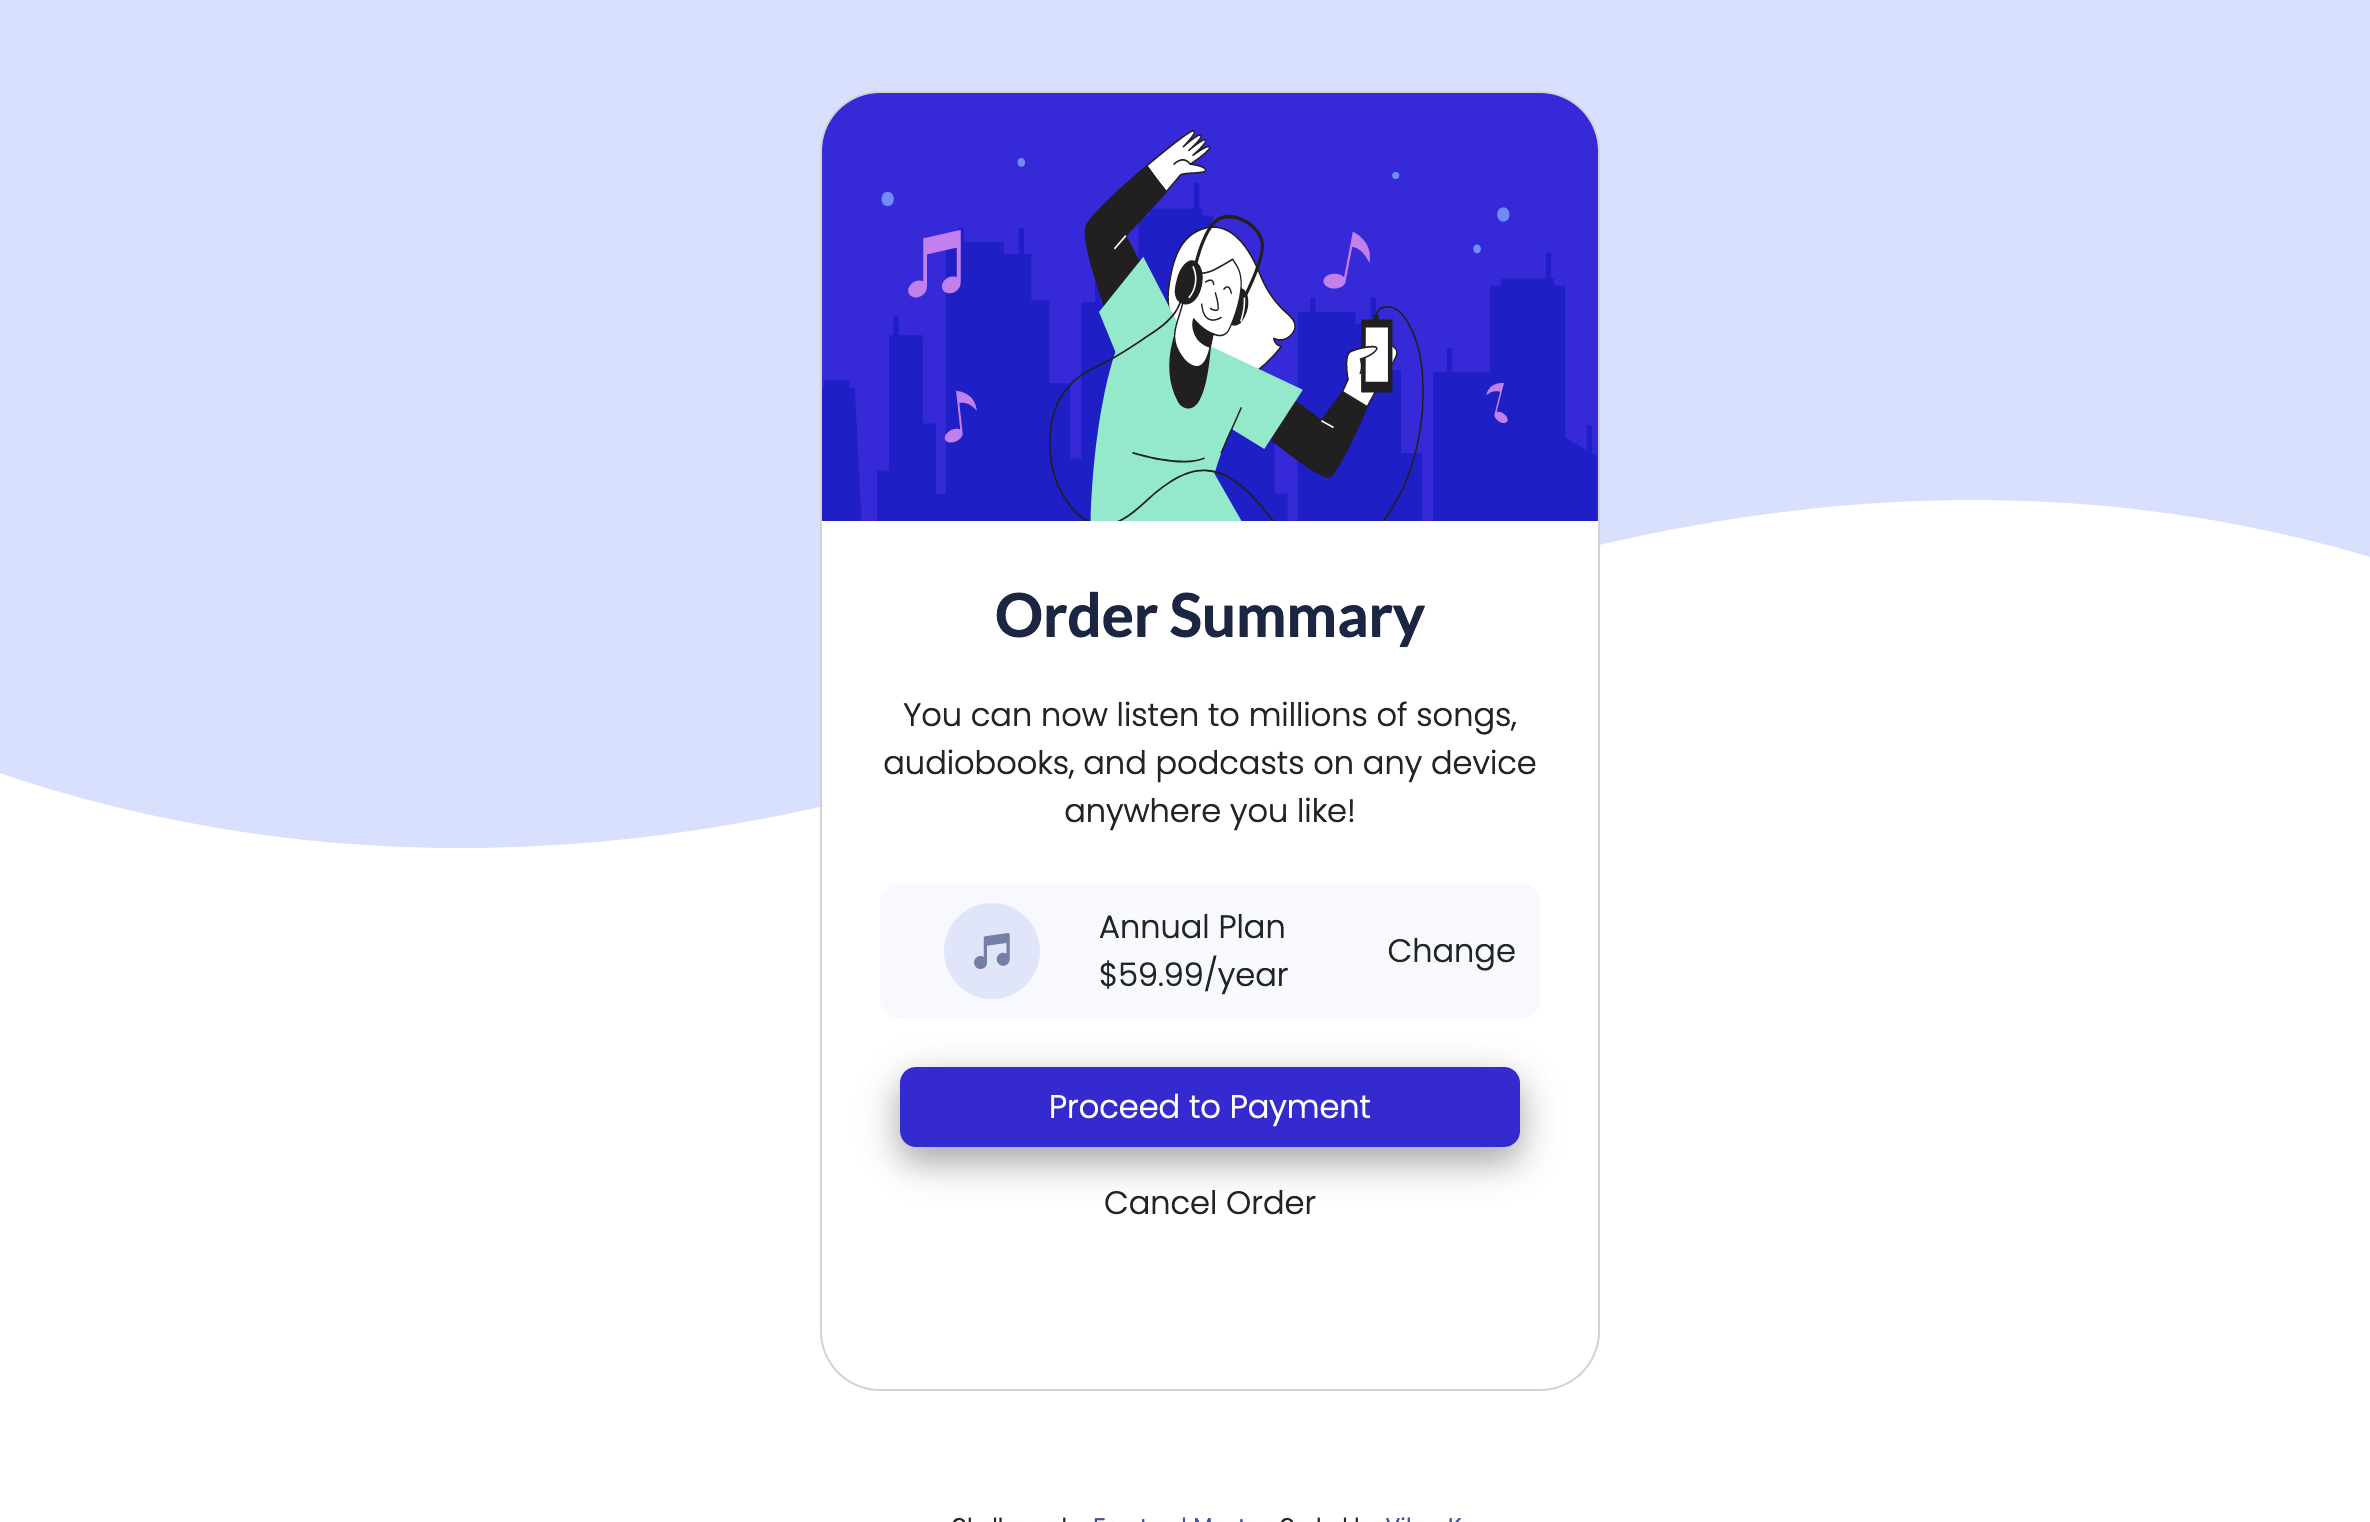 Order Summary
You can now listen to millions of songs,
audiobooks, and podcasts on any device
anywhere you like!
Annual Plan
$59.99/year
Change
Proceed to Payment
Cancel Order